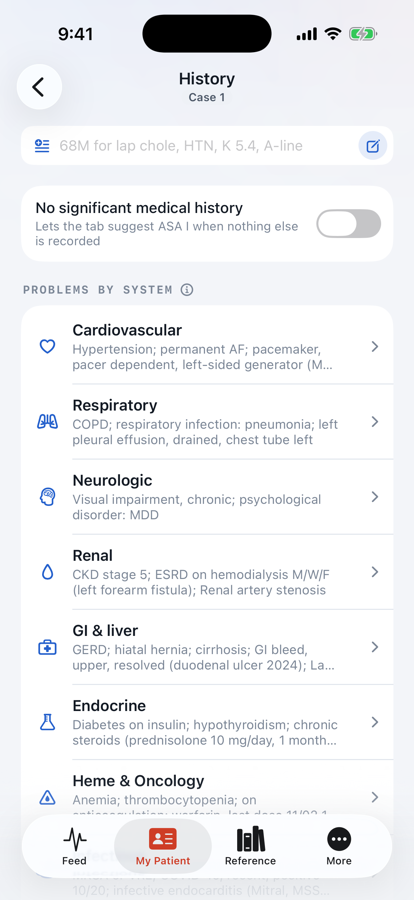 9:41
History
Case 1
68M for lap chole, HTN, K 5.4, A-line
No significant medical history
Lets the tab suggest ASA I when nothing else
is recorded
PROBLEMS BY SYSTEM
Cardiovascular
Hypertension; permanent AF; pacemaker,
pacer dependent, left-sided generator (M...
Respiratory
COPD; respiratory infection: pneumonia; left
pleural effusion, drained, chest tube left
Neurologic
Visual impairment, chronic; psychological
disorder: MDD
Renal
CKD stage 5; ESRD on hemodialysis M/W/F
(left forearm fistula); Renal artery stenosis
GI & liver
GERD; hiatal hernia; cirrhosis; GI bleed,
upper, resolved (duodenal ulcer 2024); La...
Endocrine
Diabetes on insulin; hypothyroidism; chronic
steroids (prednisolone 10 mg/day, 1 month...
Heme & Oncology
Anemia; thrombocytopenia; on
Feed
My Patient
Reference
More
10/20; infective endocarditis (Mitral, MSS...